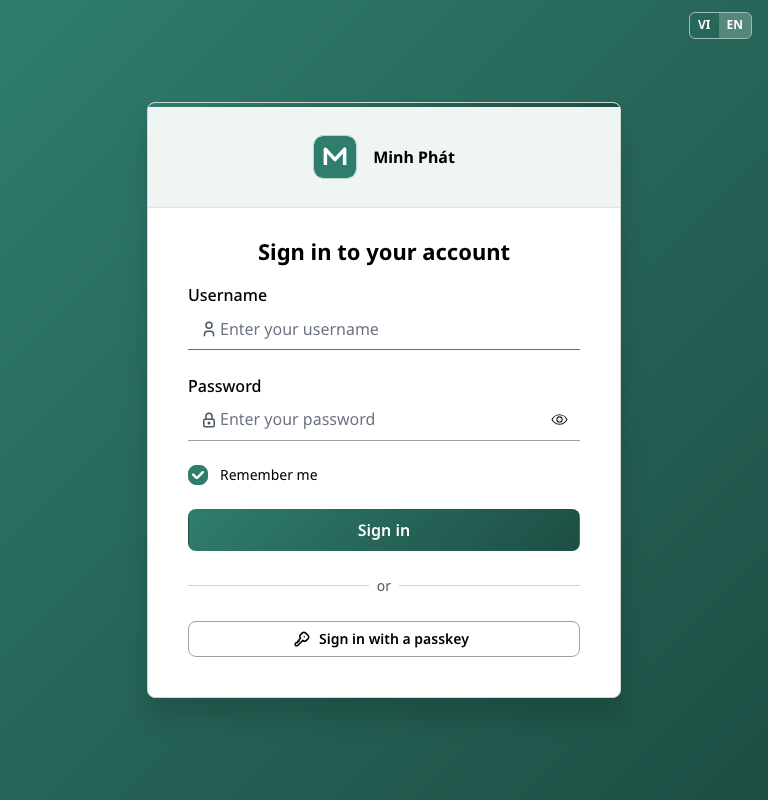 VI EN
Minh Phát
Sign in to your account
Username
Enter your username
Password
Enter your password
Remember me
Sign in
or
Sign in with a passkey